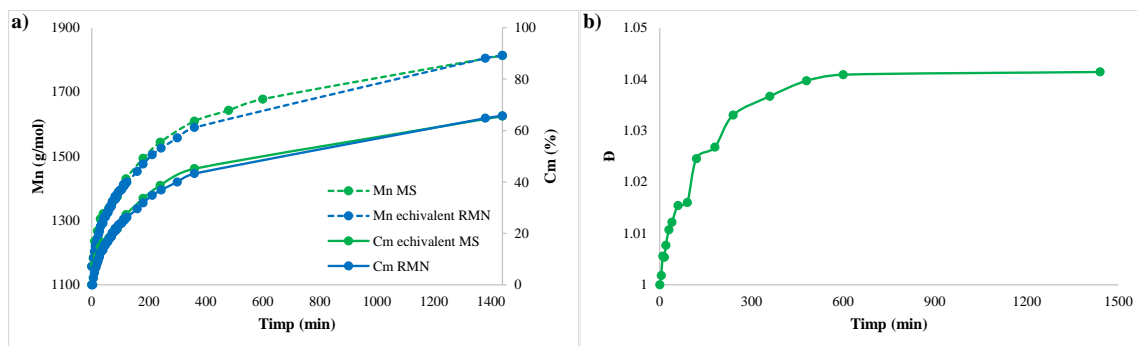 a)
1900
1700
1500
1300
1100
Mn (g/mol)
100
80
60
40
20
0
Cm (%)
Mn MS
Mn echivalent RMN
Cm echivalent MS
Cm RMN
0 200 400 600 800 1000 1200 1400
Timp (min)
b)
1.05
1.04
1.03
1.02
1.01
1
Đ
0 300 600 900 1200 1500
Timp (min)